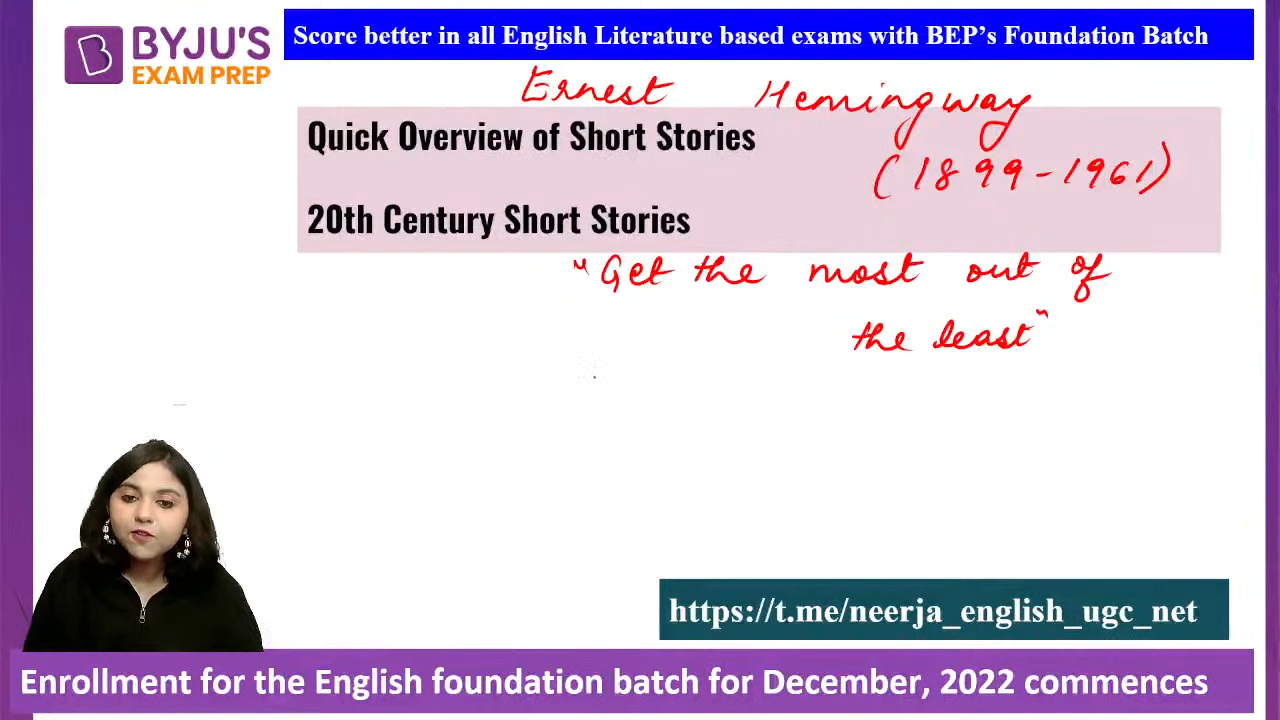 BYJU'S
EXAM PREP
Score better in all English Literature based exams with BEP's Foundation Batch
Ernest Hemingway
Quick Overview of Short Stories
(1899-1961)
20th Century Short Stories
"Get the most out of
the least"
https://t.me/neerja_english_ugc_net
Enrollment for the English foundation batch for December, 2022 commences